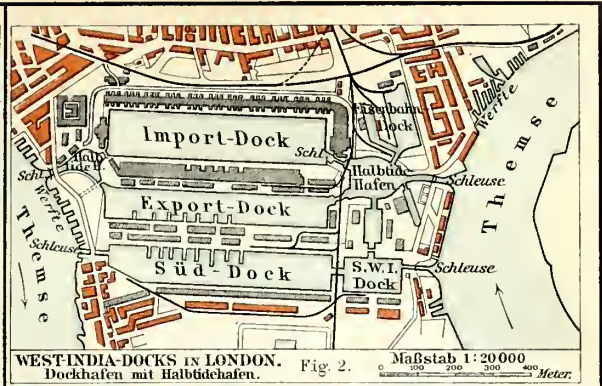 Import-Dock
Eisenbahn
Dock
Werfte
Themse
Schl.
Halb
tide H.
Schl.
Halbtide
Hafen
Schleuse
Werfte
Export-Dock
Themse
Schleuse
Süd-Dock
S.W.I.
Dock
Schleuse
WEST-INDIA-DOCKS IN LONDON.
Dockhafen mit Halbtidehafen.
Fig. 2.
Maßstab 1:20000
0 100 200 300 400 Meter.